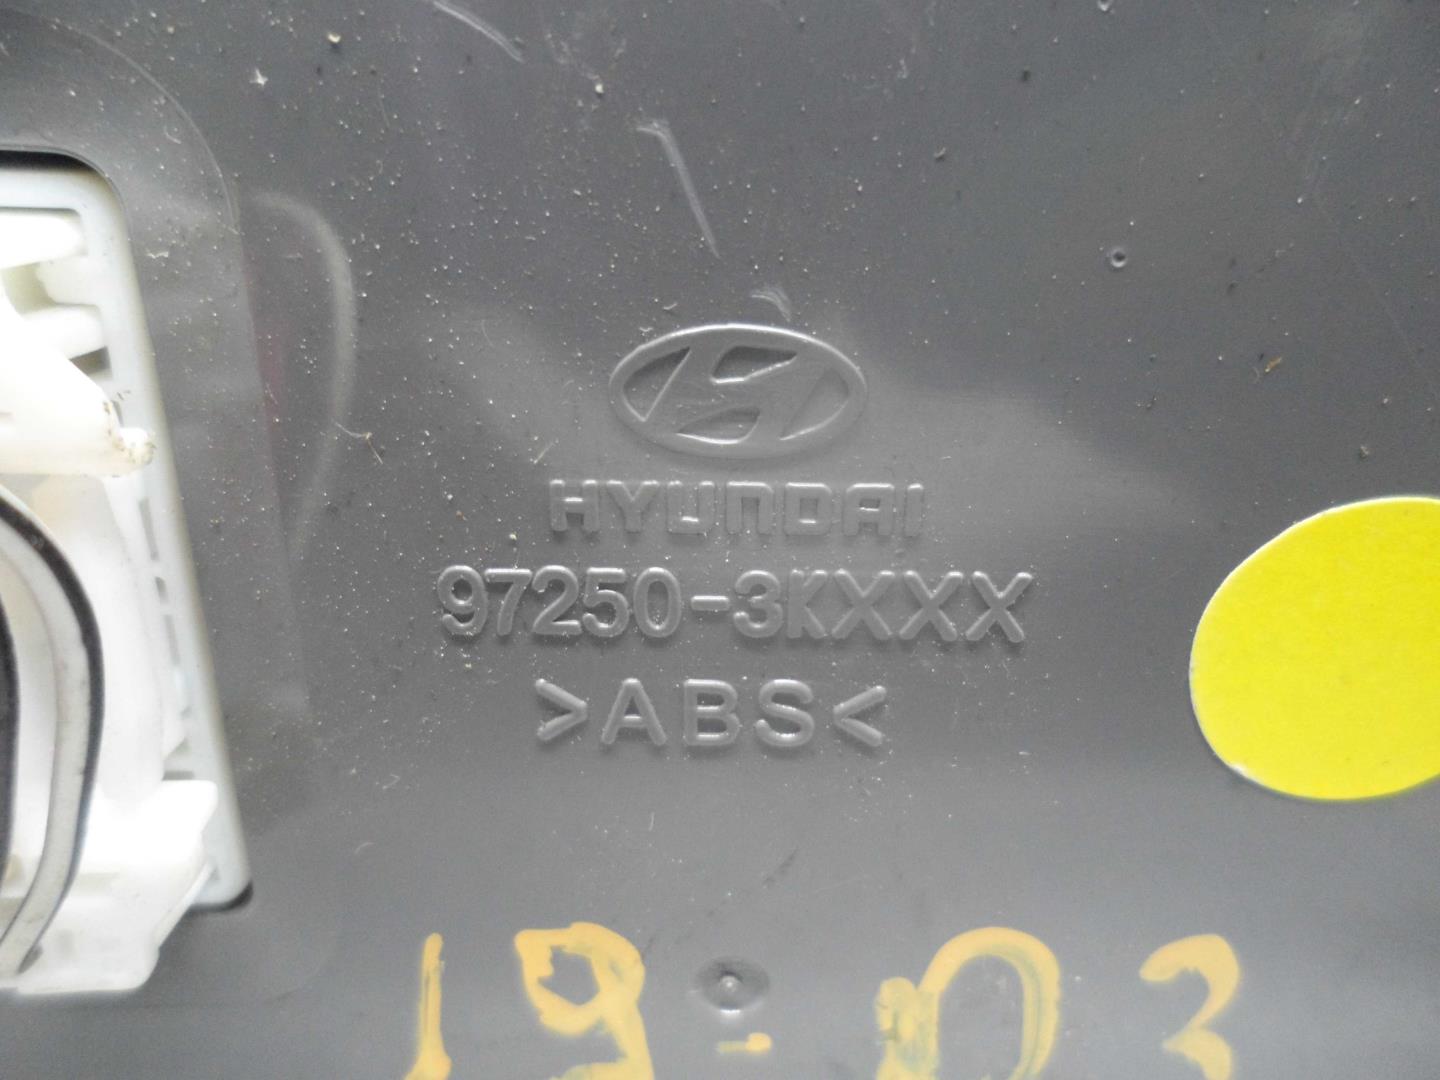 HYUNDAI
97250-3KXXX
>ABS<
19-03